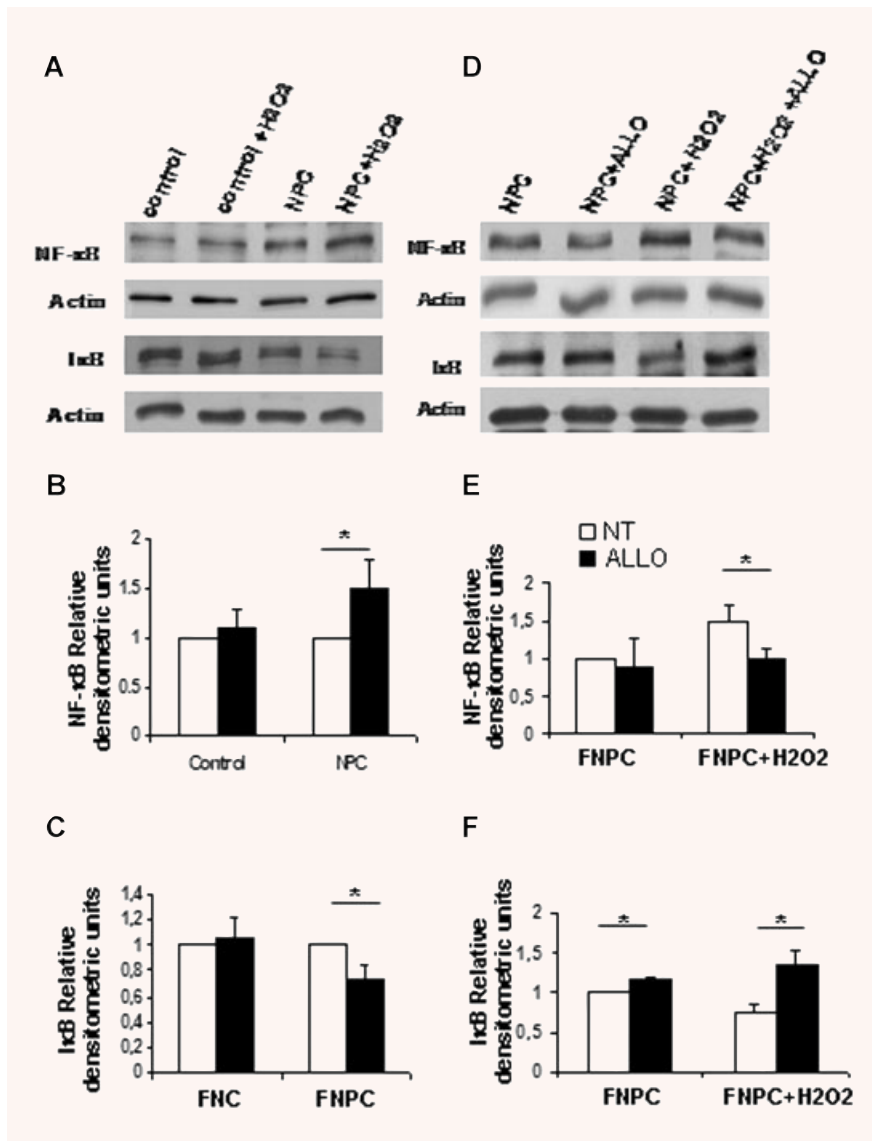 A
control
control +H2O2
NPC
NPC+H2O2
NF-κB
Actin
IκB
Actin
D
NPC
NPC+ALLO
NPC+H2O2
NPC+H2O2 +ALLO
NF-κB
Actin
IκB
Actin
B
NF-κB Relative
densitometric units
2
1.5
1
0.5
0
*
Control
NPC
E
NT
ALLO
NF-κB Relative
densitometric units
2
1,5
1
0,5
0
*
FNPC
FNPC+H2O2
C
IκB Relative
densitometric units
1,4
1,2
1
0,8
0,6
0,4
0,2
0
*
FNC
FNPC
F
IκB Relative
densitometric units
2
1,5
1
0,5
0
*
*
FNPC
FNPC+H2O2